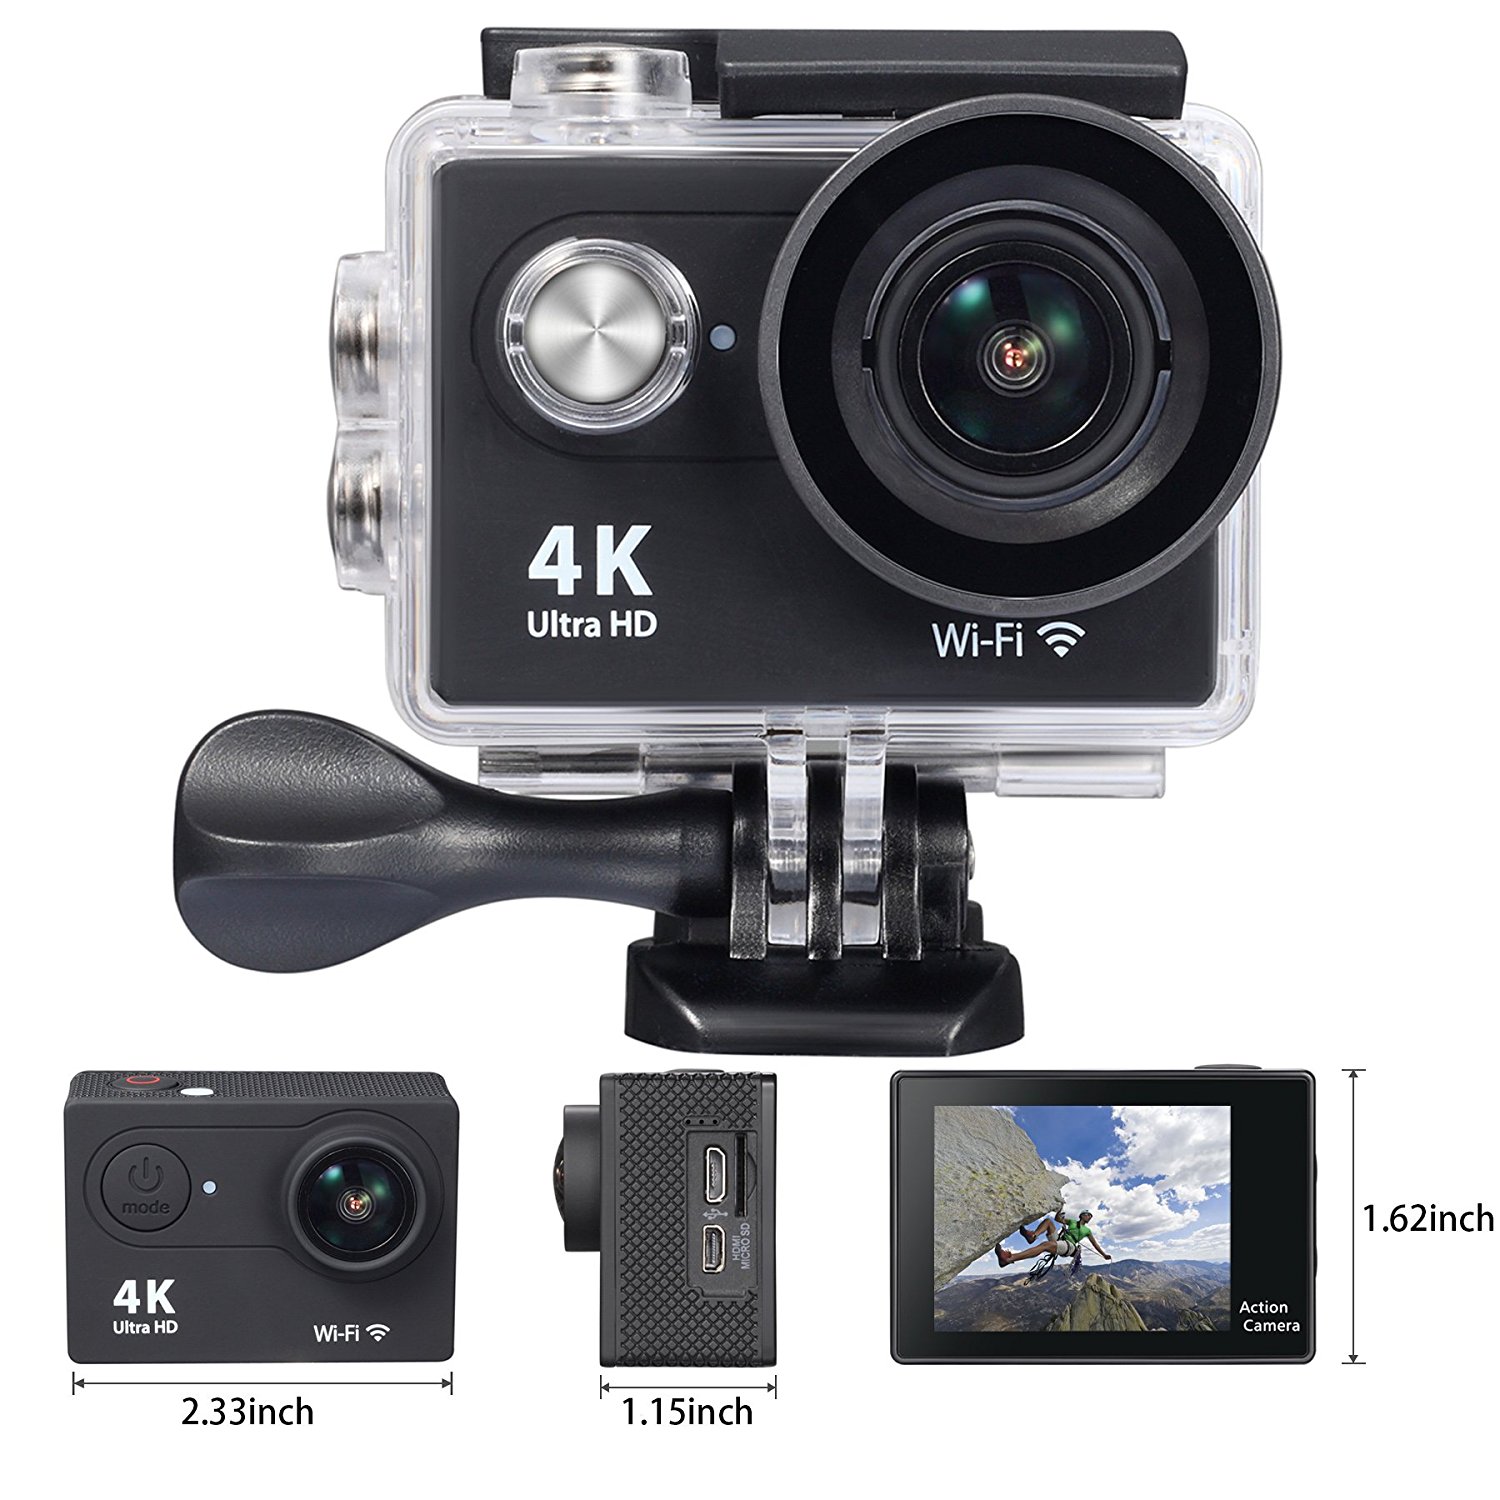 4K
Ultra HD
Wi-Fi
mode
4K
Ultra HD
Wi-Fi
HDMI
MICRO SD
Action
Camera
1.62inch
2.33inch
1.15inch